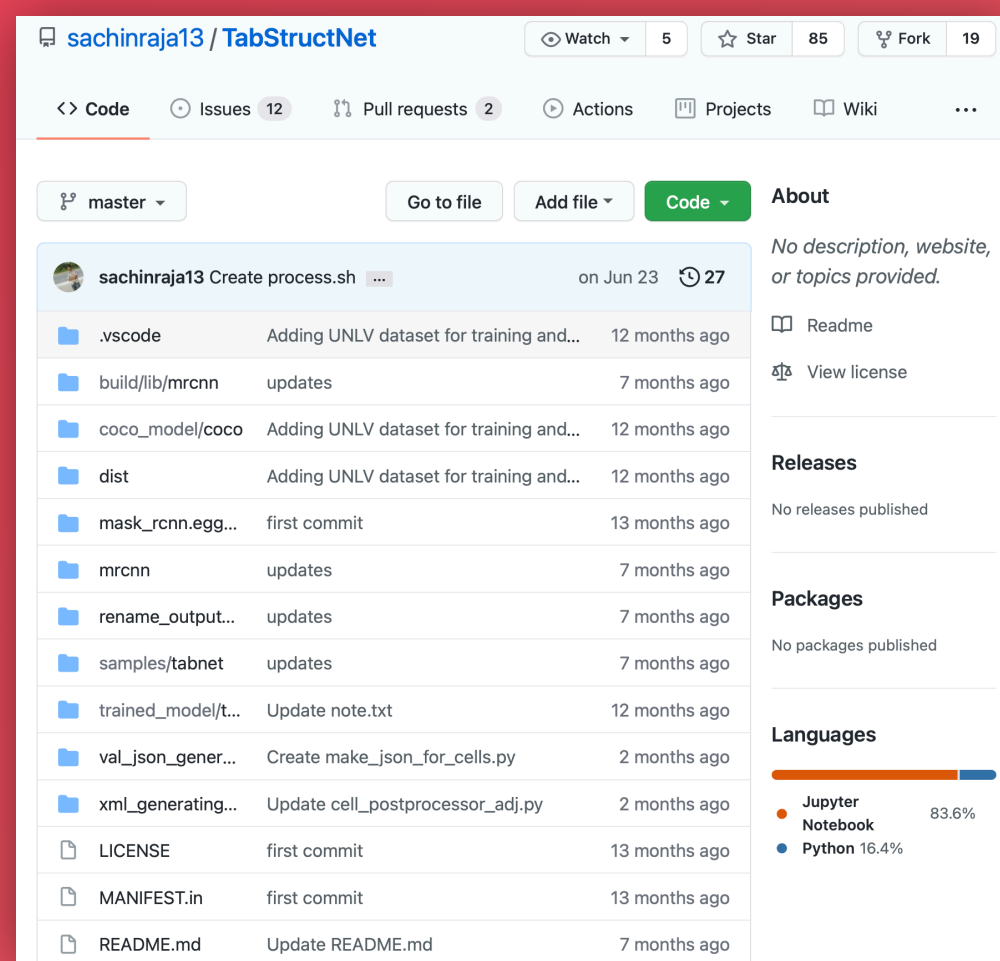 sachinraja13 / TabStructNet
Watch 5 Star 85 Fork 19
Code Issues 12 Pull requests 2 Actions Projects Wiki ...
master Go to file Add file Code
sachinraja13 Create process.sh ... on Jun 23 27
.vscode Adding UNLV dataset for training and... 12 months ago
build/lib/mrcnn updates 7 months ago
coco_model/coco Adding UNLV dataset for training and... 12 months ago
dist Adding UNLV dataset for training and... 12 months ago
mask_rcnn.egg... first commit 13 months ago
mrcnn updates 7 months ago
rename_output... updates 7 months ago
samples/tabnet updates 7 months ago
trained_model/t... Update note.txt 12 months ago
val_json_gener... Create make_json_for_cells.py 2 months ago
xml_generating... Update cell_postprocessor_adj.py 2 months ago
LICENSE first commit 13 months ago
MANIFEST.in first commit 13 months ago
README.md Update README.md 7 months ago
About
No description, website,
or topics provided.
Readme
View license
Releases
No releases published
Packages
No packages published
Languages
Jupyter
Notebook 83.6%
Python 16.4%